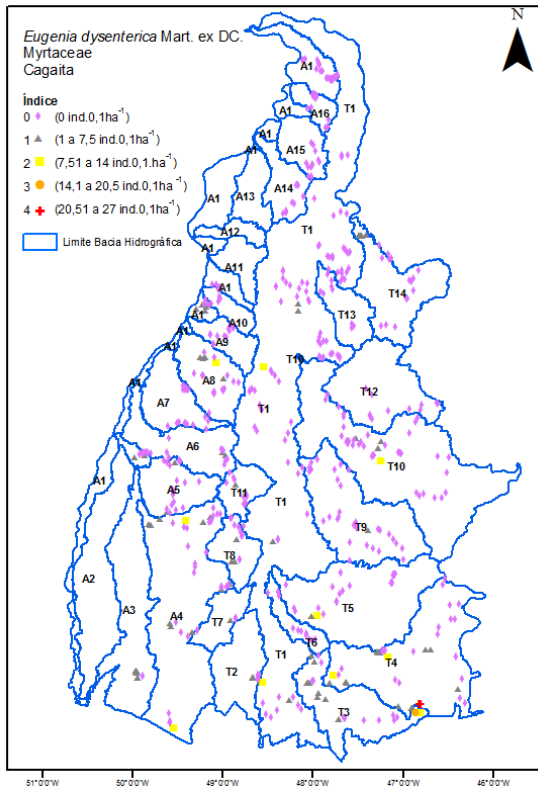 N
Eugenia dysenterica Mart. ex DC.
Myrtaceae
Cagaita
Índice
0 (0 ind.0,1ha⁻¹)
1 (1 a 7,5 ind.0,1ha⁻¹)
2 (7,51 a 14 ind.0,1.ha⁻¹)
3 (14,1 a 20,5 ind.0,1ha⁻¹)
4 (20,51 a 27 ind.0,1ha⁻¹)
Limite Bacia Hidrográfica
A1
T1
A1
A16
A1
A1
A15
A1
A13
A14
A12
T1
A1
A11
A1
T14
A1
A10
T13
A1
A9
A1
T10
A8
A1
T12
A7
T1
A6
T10
A1
A5
T11
T1
T9
T8
A2
A3
A4
T7
T5
T6
T1
T2
T4
T3
51°0'0"W 50°0'0"W 49°0'0"W 48°0'0"W 47°0'0"W 46°0'0"W